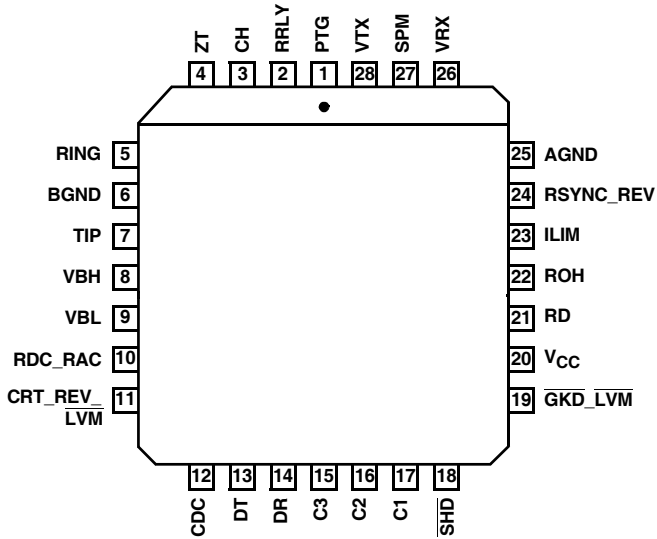 ZT
CH
RRLY
PTG
VTX
SPM
VRX
4
3
2
1
28
27
26
RING 5
BGND 6
TIP 7
VBH 8
VBL 9
RDC_RAC 10
CRT_REV_ 11
LVM
25 AGND
24 RSYNC_REV
23 ILIM
22 ROH
21 RD
20 VCC
19 GKD_LVM
12
13
14
15
16
17
18
CDC
DT
DR
C3
C2
C1
SHD